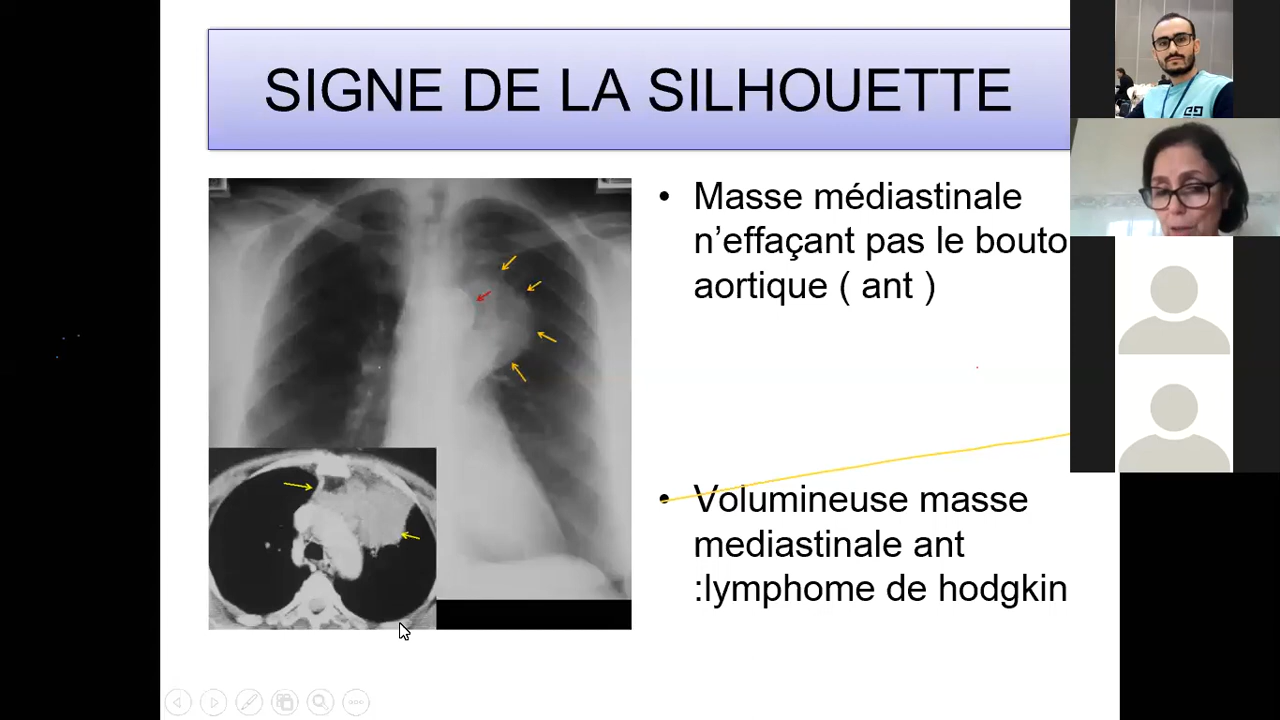 SIGNE DE LA SILHOUETTE
• Masse médiastinale
n’effaçant pas le bouto
aortique ( ant )
• Volumineuse masse
mediastinale ant
:lymphome de hodgkin